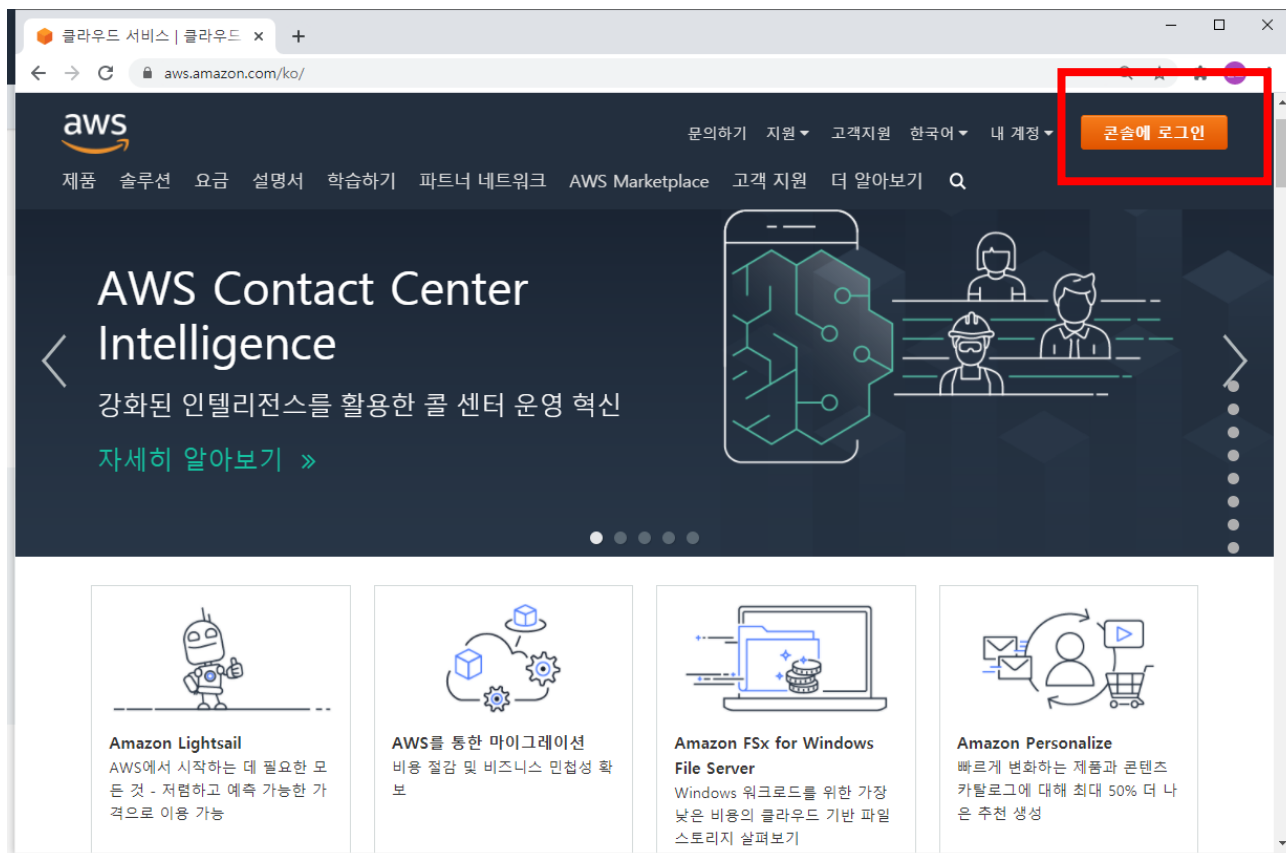 클라우드 서비스 | 클라우드
aws.amazon.com/ko/
aws
문의하기 지원 고객지원 한국어 내 계정 콘솔에 로그인
제품 솔루션 요금 설명서 학습하기 파트너 네트워크 AWS Marketplace 고객 지원 더 알아보기
AWS Contact Center
Intelligence
강화된 인텔리전스를 활용한 콜 센터 운영 혁신
자세히 알아보기 »
Amazon Lightsail
AWS에서 시작하는 데 필요한 모
든 것 - 저렴하고 예측 가능한 가
격으로 이용 가능
AWS를 통한 마이그레이션
비용 절감 및 비즈니스 민첩성 확
보
Amazon FSx for Windows
File Server
Windows 워크로드를 위한 가장
낮은 비용의 클라우드 기반 파일
스토리지 살펴보기
Amazon Personalize
빠르게 변화하는 제품과 콘텐츠
카탈로그에 대해 최대 50% 더 나
은 추천 생성